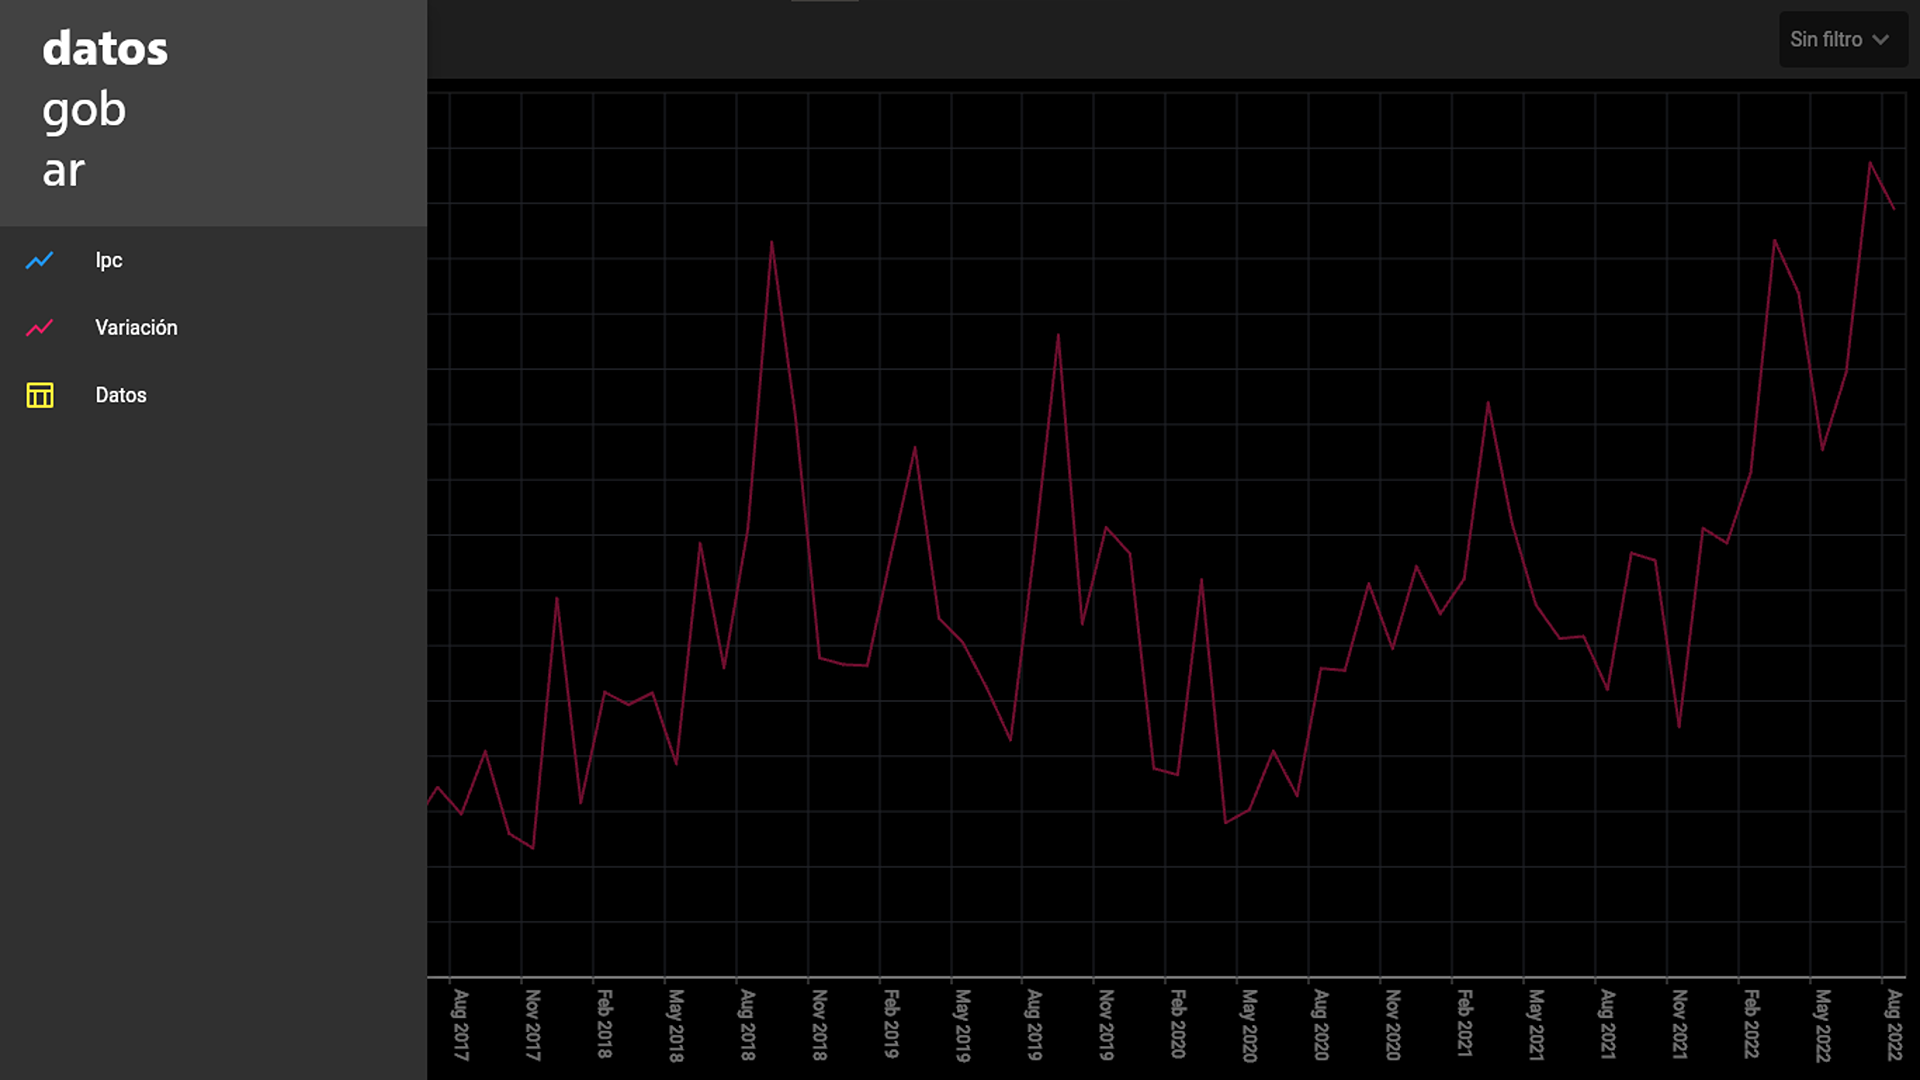 datos
gob
ar
Sin filtro
Ipc
Variación
Datos
Aug 2017
Nov 2017
Feb 2018
May 2018
Aug 2018
Nov 2018
Feb 2019
May 2019
Aug 2019
Nov 2019
Feb 2020
May 2020
Aug 2020
Nov 2020
Feb 2021
May 2021
Aug 2021
Nov 2021
Feb 2022
May 2022
Aug 2022